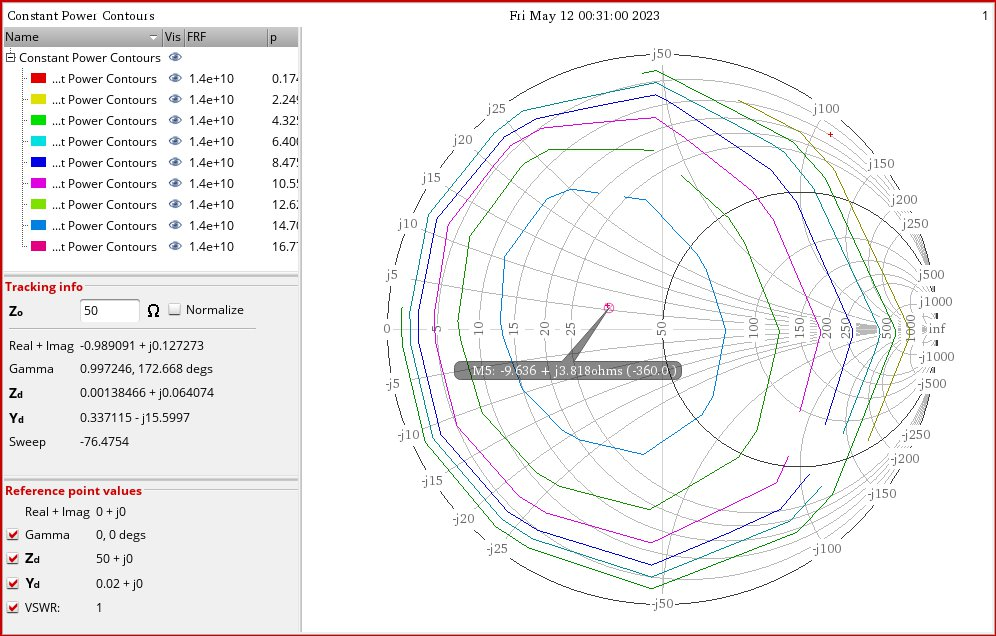 Constant Power Contours
Fri May 12 00:31:00 2023
1
Name Vis FRF p
Constant Power Contours
...t Power Contours 1.4e+10 0.174
...t Power Contours 1.4e+10 2.249
...t Power Contours 1.4e+10 4.325
...t Power Contours 1.4e+10 6.400
...t Power Contours 1.4e+10 8.475
...t Power Contours 1.4e+10 10.5
...t Power Contours 1.4e+10 12.6
...t Power Contours 1.4e+10 14.70
...t Power Contours 1.4e+10 16.77
Tracking info
Zo 50 Ω Normalize
Real + Imag -0.989091 + j0.127273
Gamma 0.997246, 172.668 degs
Zd 0.00138466 + j0.064074
Yd 0.337115 - j15.5997
Sweep -76.4754
Reference point values
Real + Imag 0 + j0
Gamma 0, 0 degs
Zd 50 + j0
Yd 0.02 + j0
VSWR: 1
j50
j25
j100
j20
j150
j15
j200
j10
j250
j5
j500
j1000
0 5 10 15 20 25 50 100 150 200 250 500 1000 inf
-j1000
M5: -9.636 + j3.818ohms (-360.0 )
-j5
-j500
-j10
-j250
-j200
-j15
-j150
-j20
-j25
-j100
-j50